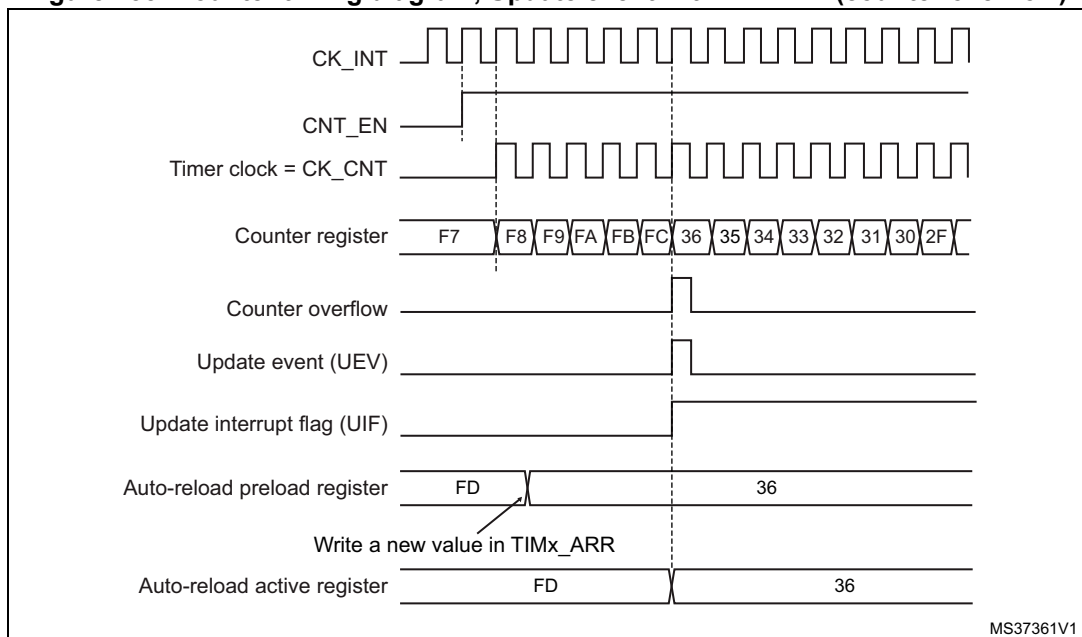 CK_INT
CNT_EN
Timer clock = CK_CNT
Counter register F7 F8 F9 FA FB FC 36 35 34 33 32 31 30 2F
Counter overflow
Update event (UEV)
Update interrupt flag (UIF)
Auto-reload preload register FD 36
Write a new value in TIMx_ARR
Auto-reload active register FD 36
MS37361V1